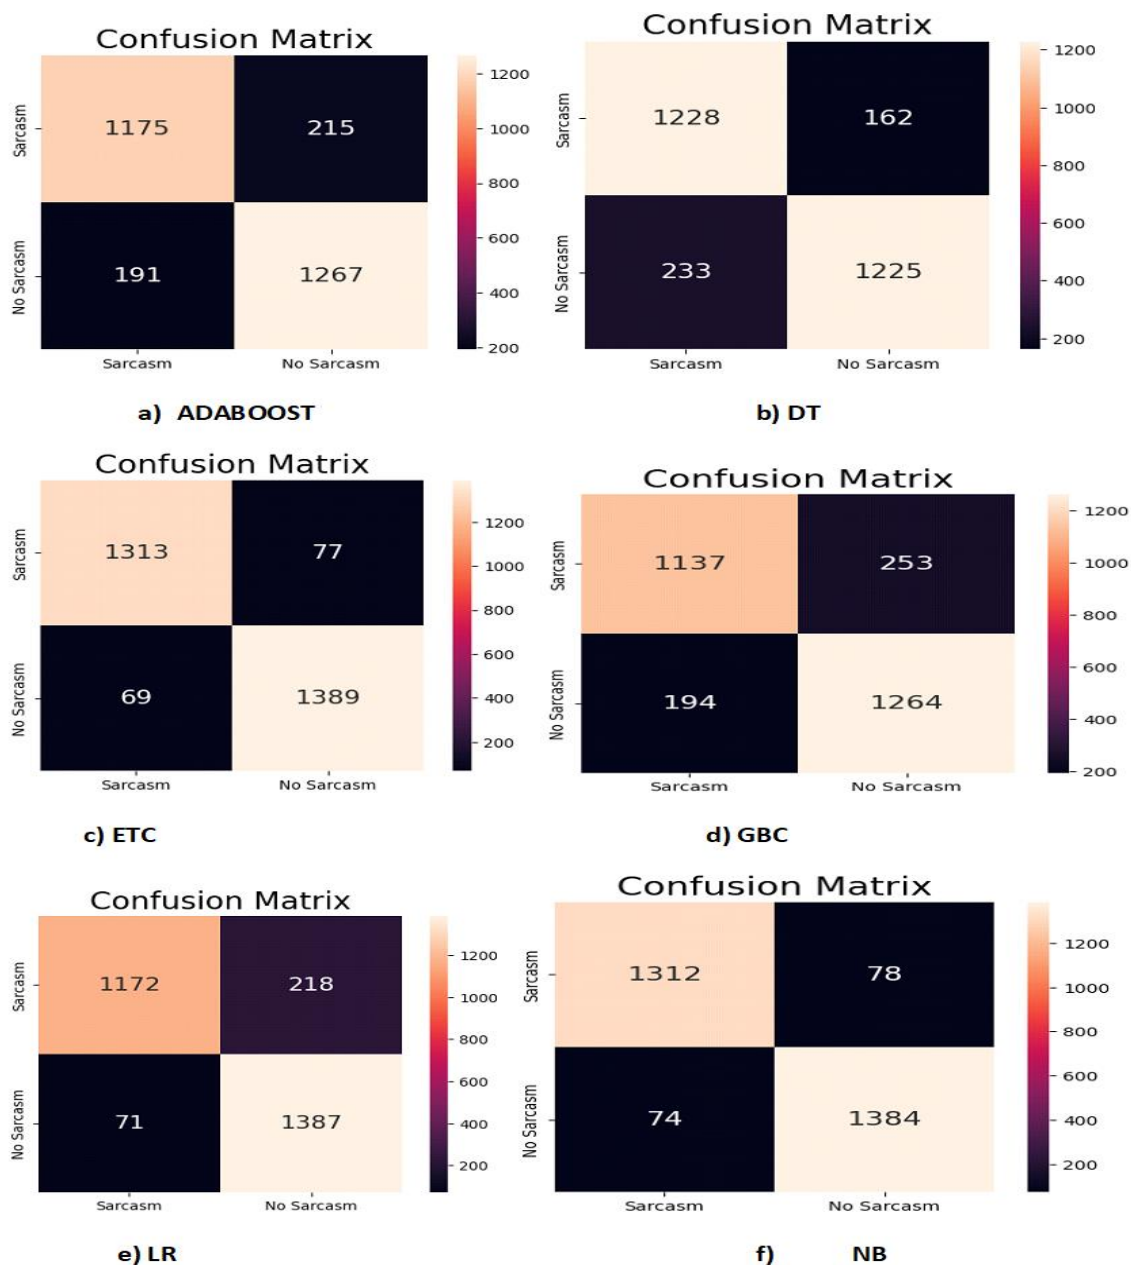 Confusion Matrix
Sarcasm
No Sarcasm
1175 215
191 1267
Sarcasm No Sarcasm
1200
1000
800
600
400
200
a) ADABOOST
Confusion Matrix
Sarcasm
No Sarcasm
1228 162
233 1225
Sarcasm No Sarcasm
1200
1000
800
600
400
200
b) DT
Confusion Matrix
Sarcasm
No Sarcasm
1313 77
69 1389
Sarcasm No Sarcasm
1200
1000
800
600
400
200
c) ETC
Confusion Matrix
Sarcasm
No Sarcasm
1137 253
194 1264
Sarcasm No Sarcasm
1200
1000
800
600
400
200
d) GBC
Confusion Matrix
Sarcasm
No Sarcasm
1172 218
71 1387
Sarcasm No Sarcasm
1200
1000
800
600
400
200
e) LR
Confusion Matrix
Sarcasm
No Sarcasm
1312 78
74 1384
Sarcasm No Sarcasm
1200
1000
800
600
400
200
f) NB